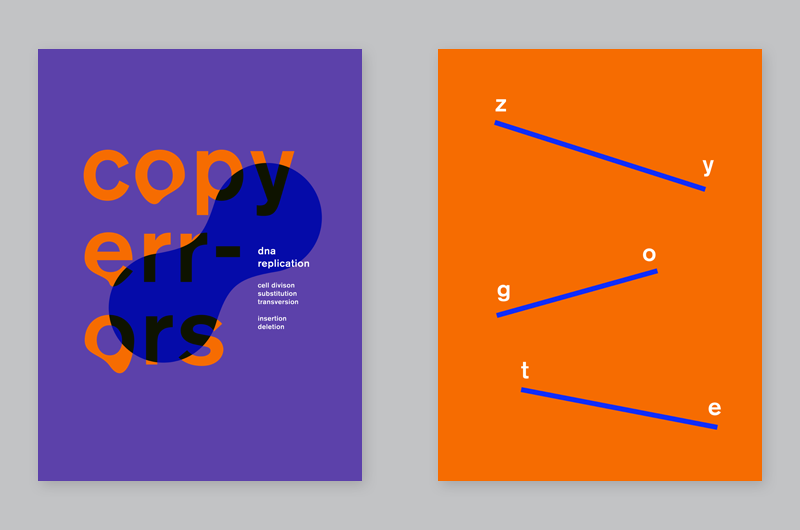 copy
err-
ors
dna
replication
cell divison
substitution
transversion
insertion
deletion
z
y
o
g
t
e